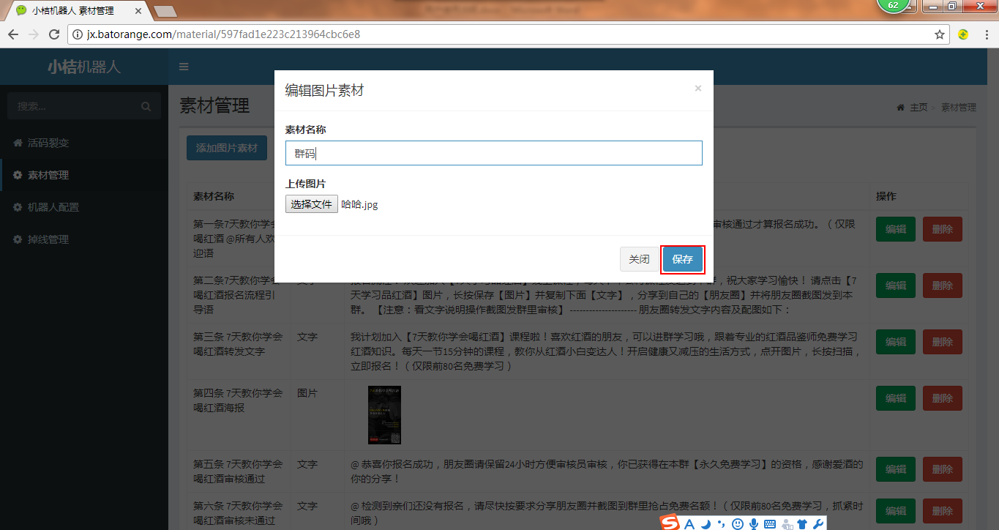 小桔机器人 素材管理
62
jx.batorange.com/material/597fad1e223c213964cbc6e8
小桔机器人
搜索...
活码裂变
素材管理
机器人配置
掉线管理
素材管理
主页 > 素材管理
添加图片素材
编辑图片素材 ×
素材名称
群码
上传图片
选择文件 哈哈.jpg
关闭 保存
素材名称 操作
第一条7天教你学会 审核通过才算报名成功。(仅限
喝红酒 @所有人欢
迎语
编辑 删除
第二条7天教你学会
喝红酒报名流程引 天学习品红酒】图片,长按保存【图片】并复制下面【文字】,分享到自己的【朋友圈】并将朋友圈截图发到本
导语 群。 【注意:看文字说明操作截图发群里审核】 --------------------- 朋友圈转发文字内容及配图如下:
编辑 删除
第三条 7天教你学会 文字 我计划加入【7天教你学会喝红酒】课程啦!喜欢红酒的朋友,可以进群学习哦,跟着专业的红酒品鉴师免费学习
喝红酒转发文字 红酒知识。每天一节15分钟的课程,教你从红酒小白变达人!开启健康又减压的生活方式,点开图片,长按扫描,
立即报名!(仅限前80名免费学习)
编辑 删除
第四条 7天教你学会 图片
喝红酒海报
编辑 删除
第五条 7天教你学会 文字 @ 恭喜你报名成功,朋友圈请保留24小时方便审核员审核,你已获得在本群【永久免费学习】的资格,感谢爱酒的
喝红酒审核通过 你的分享!
编辑 删除
第六条 7天教你学会 文字 @ 检测到亲们还没有报名,请尽快按要求分享朋友圈并截图到群里抢占免费名额!(仅限前80名免费学习,抓紧时
喝红酒审核未通过 间哦)
编辑 删除